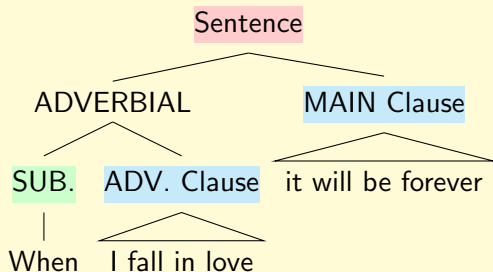 Sentence
ADVERBIAL MAIN Clause
SUB. ADV. Clause it will be forever
When I fall in love